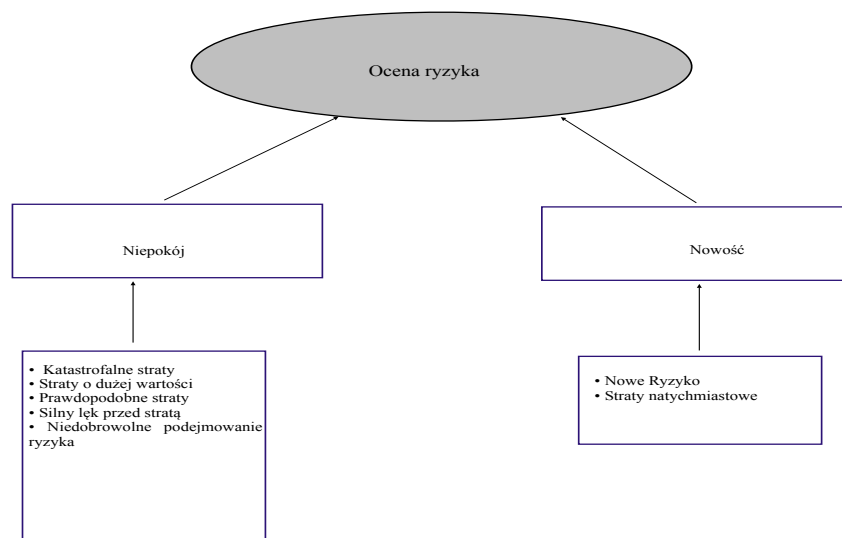 Ocena ryzyka
Niepokój
Nowość
• Katastrofalne straty
• Straty o dużej wartości
• Prawdopodobne straty
• Silny lęk przed stratą
• Niedobrowolne podejmowanie
ryzyka
• Nowe Ryzyko
• Straty natychmiastowe